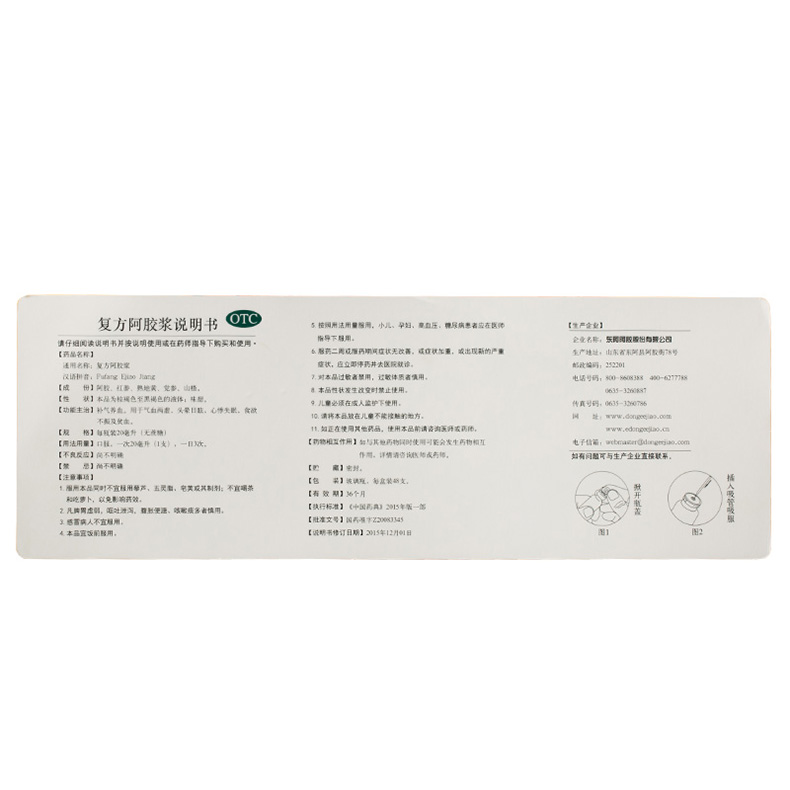 复方阿胶浆说明书
OTC
请仔细阅读说明书并按说明使用或在药师指导下购买和使用。
【药品名称】
通用名称：复方阿胶浆
汉语拼音：Fufang Ejiao Jiang
【成 份】阿胶、红参、熟地黄、党参、山楂。
【性 状】本品为棕褐色至黑褐色的液体；味甜。
【功能主治】补气养血。用于气血两虚，头晕目眩，心悸失眠，食欲
不振及贫血。
【规 格】每瓶装20毫升（无蔗糖）
【用法用量】口服，一次20毫升（1支），一日3次。
【不良反应】尚不明确
【禁 忌】尚不明确
【注意事项】
1. 服用本品同时不宜服用藜芦、五灵脂、皂荚或其制剂；不宜喝茶
和吃萝卜，以免影响药效。
2. 凡脾胃虚弱，呕吐泄泻，腹胀便溏、咳嗽痰多者慎用。
3. 感冒病人不宜服用。
4. 本品宜饭前服用。
5. 按照用法用量服用，小儿、孕妇、高血压、糖尿病患者应在医师
指导下服用。
6. 服药二周或服药期间症状无改善，或症状加重，或出现新的严重
症状，应立即停药并去医院就诊。
7. 对本品过敏者禁用，过敏体质者慎用。
8. 本品性状发生改变时禁止使用。
9. 儿童必须在成人监护下使用。
10. 请将本品放在儿童不能接触的地方。
11. 如正在使用其他药品，使用本品前请咨询医师或药师。
【药物相互作用】如与其他药物同时使用可能会发生药物相互
作用，详情请咨询医师或药师。
【贮 藏】密封。
【包 装】玻璃瓶，每盒装48支。
【有 效 期】36个月
【执行标准】《中国药典》2015年版一部
【批准文号】国药准字Z20083345
【说明书修订日期】2015年12月01日
【生产企业】
企业名称：东阿阿胶股份有限公司
生产地址：山东省东阿县阿胶街78号
邮政编码：252201
电话号码：800-8608388 400-6277788
0635-3260887
传真号码：0635-3260786
网 址：www.dongeejiao.com
www.edongeejiao.cn
电子信箱：webmaster@dongeejiao.com
如有问题可与生产企业直接联系。
掀开瓶盖
图1
插入吸管吸服
图2